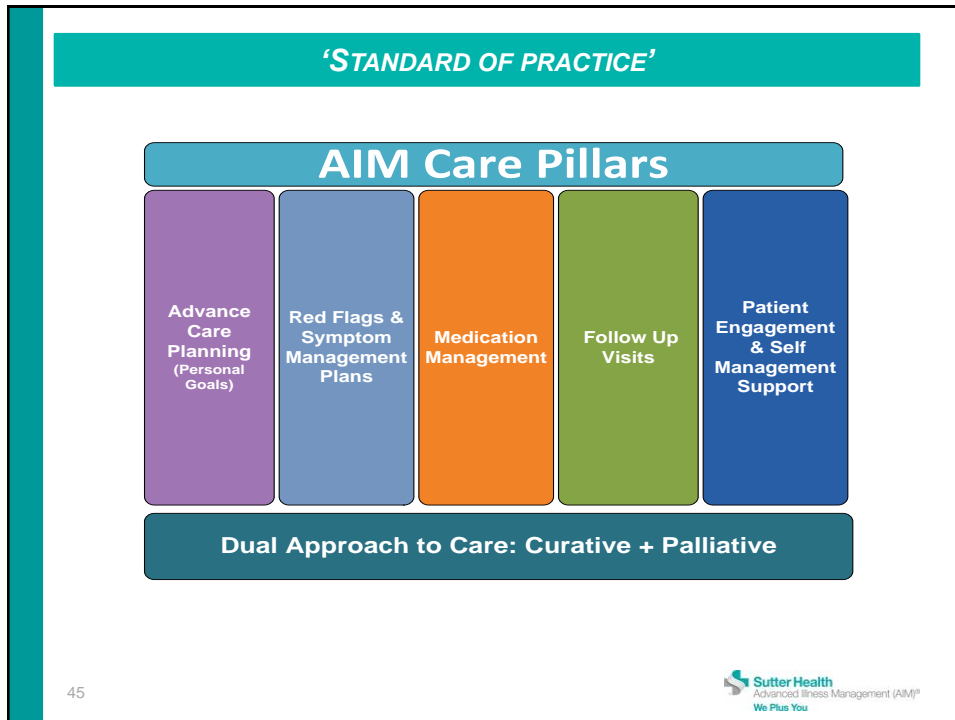 ‘STANDARD OF PRACTICE’
AIM Care Pillars
Advance
Care
Planning
(Personal
Goals)
Red Flags &
Symptom
Management
Plans
Medication
Management
Follow Up
Visits
Patient
Engagement
& Self
Management
Support
Dual Approach to Care: Curative + Palliative
45
Sutter Health
Advanced Illness Management (AIM)®
We Plus You